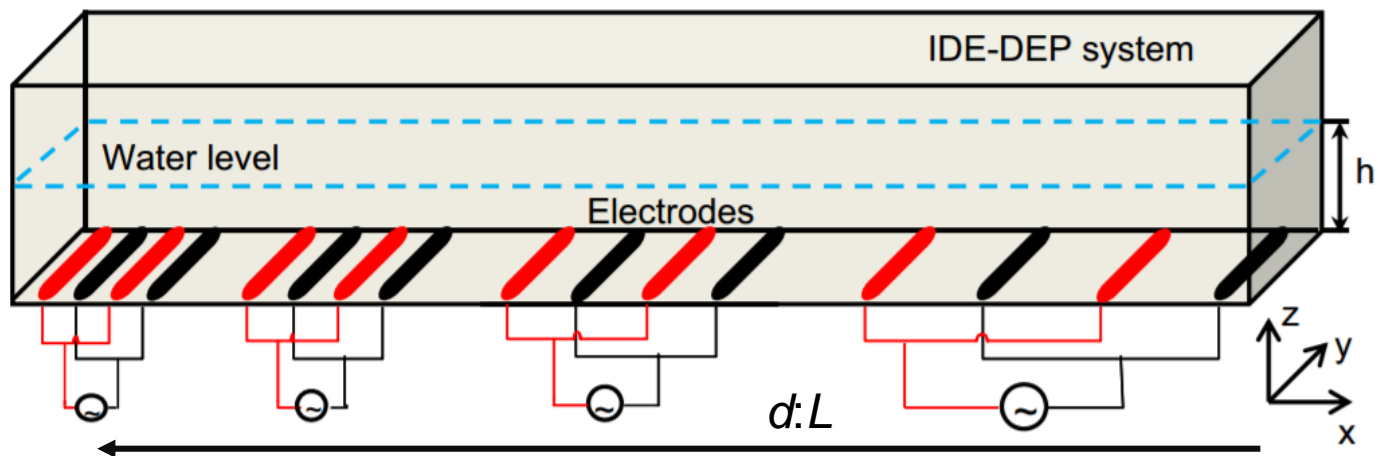 IDE-DEP system
Water level
h
Electrodes
z
y
~
~
~
~
d:L
x